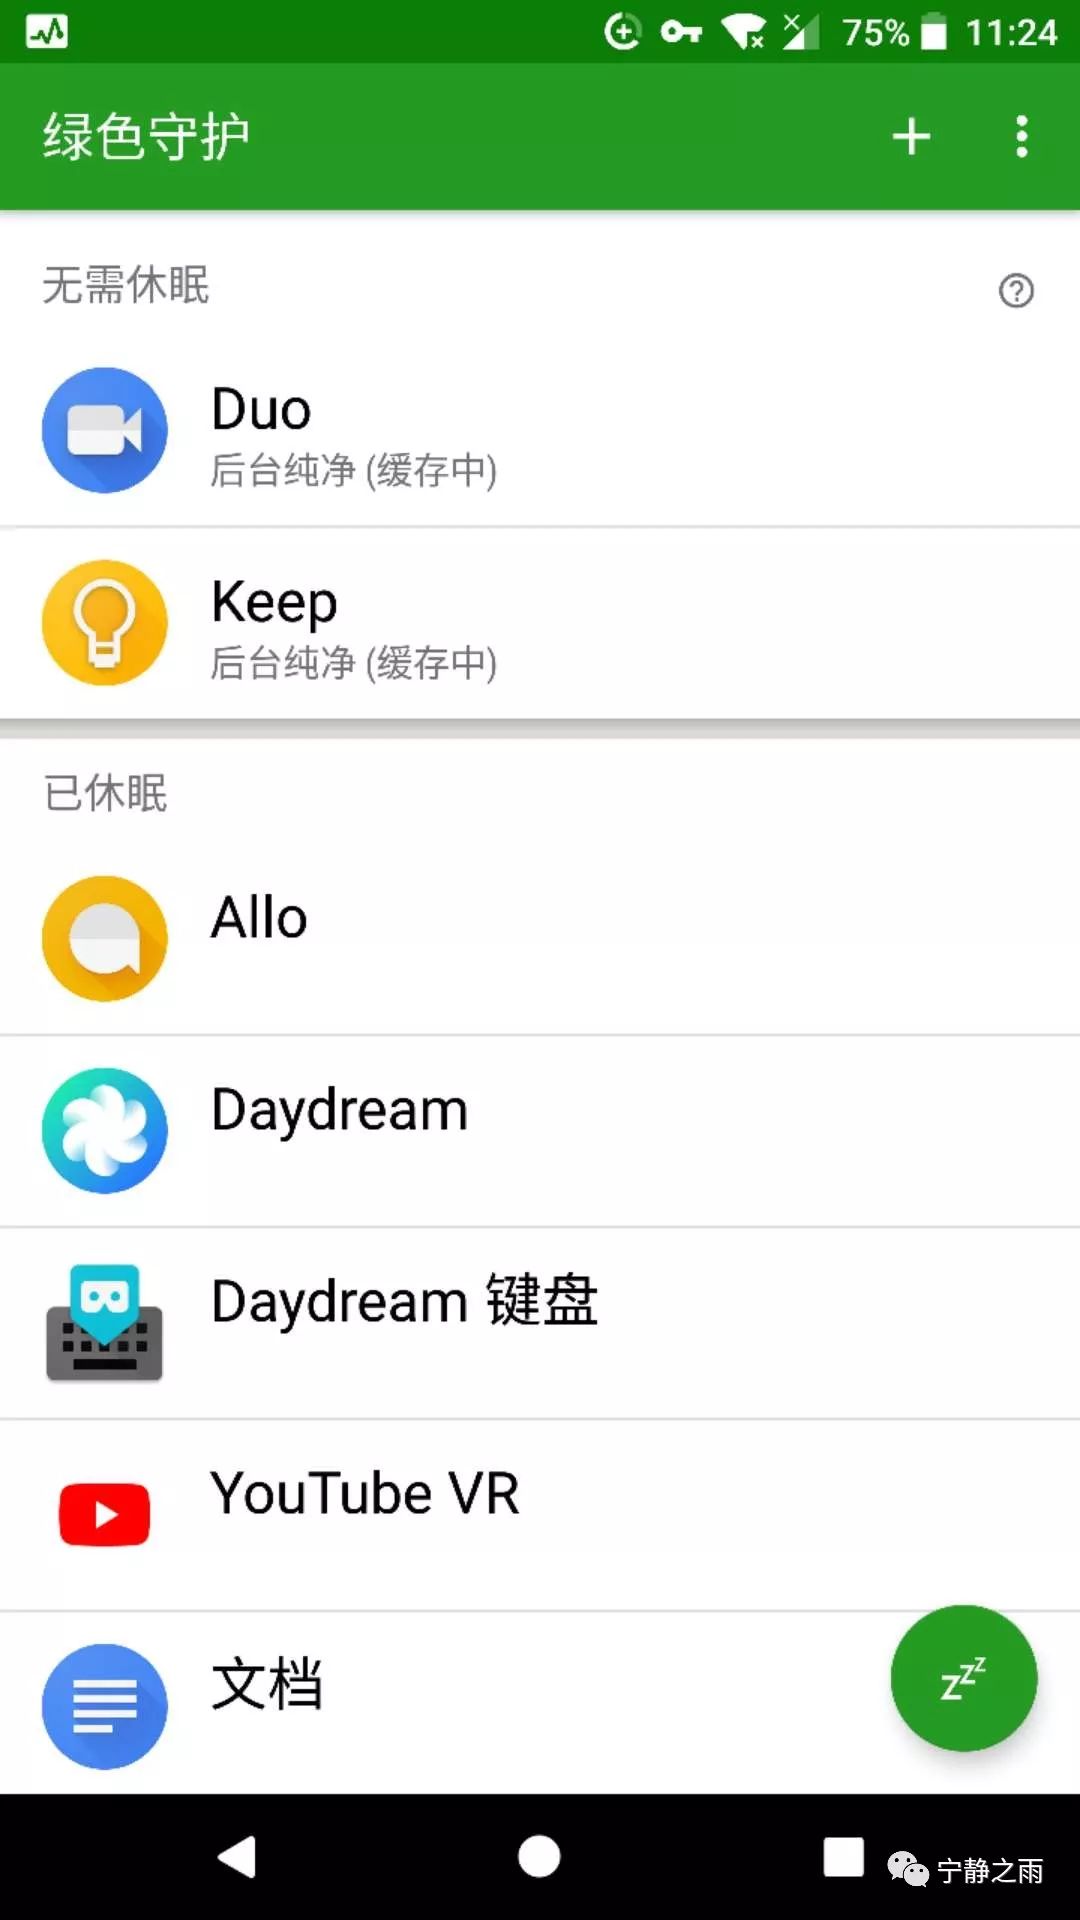 75% 11:24
绿色守护
无需休眠
Duo
后台纯净 (缓存中)
Keep
后台纯净 (缓存中)
已休眠
Allo
Daydream
Daydream 键盘
YouTube VR
文档
zzz
宁静之雨